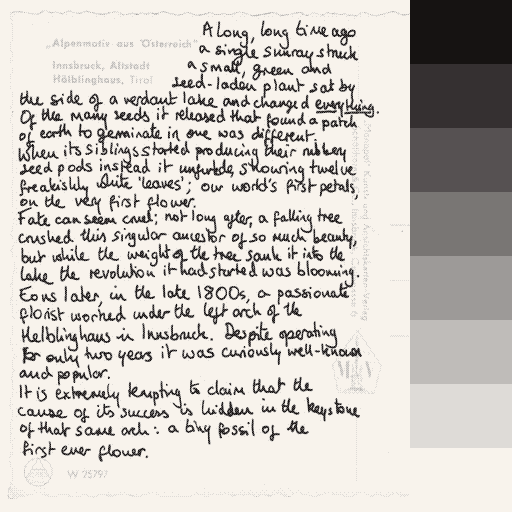 A long, long time ago
a single sunray struck
a small, green and
seed-laden plant sat by
the side of a verdant lake and changed everything.
Of the many seeds it released that found a patch
of earth to germinate in one was different.
When its siblings started producing their rubbery
seed pods instead it unfurled, showing twelve
freakishly white 'leaves'; our world's first petals,
on the very first flower.
Fate can seem cruel; not long after, a falling tree
crushed this singular ancestor of so much beauty,
but while the weight of the tree sank it into the
lake the revolution it had started was blooming.
Eons later, in the late 1800s, a passionate
florist worked under the left arch of the
Helblinghaus in Innsbruck. Despite operating
for only two years it was curiously well-known
and popular.
It is extremely tempting to claim that the
cause of its success is hidden in the keystone
of that same arch: a tiny fossil of the
first ever flower.
„Alpenmotiv aus Österreich"
Innsbruck, Altstadt
Hölblinghaus, Tirol
W 25797